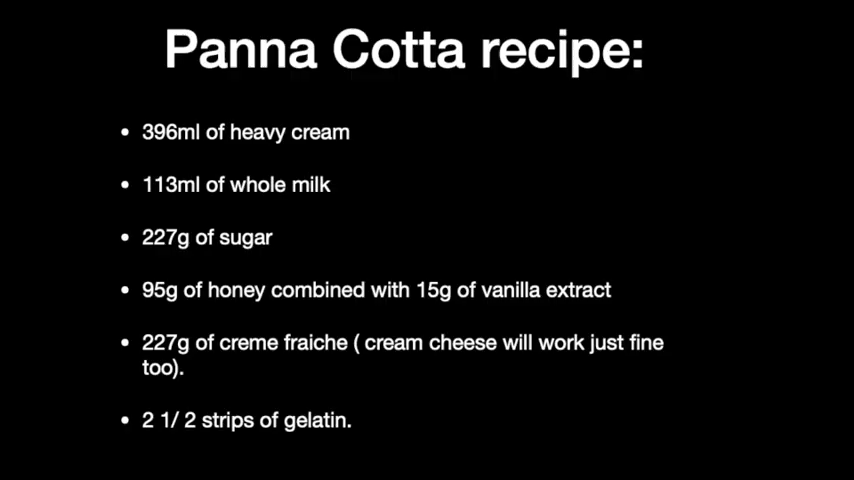 Panna Cotta recipe:
• 396ml of heavy cream
• 113ml of whole milk
• 227g of sugar
• 95g of honey combined with 15g of vanilla extract
• 227g of creme fraiche ( cream cheese will work just fine
too).
• 2 1/ 2 strips of gelatin.